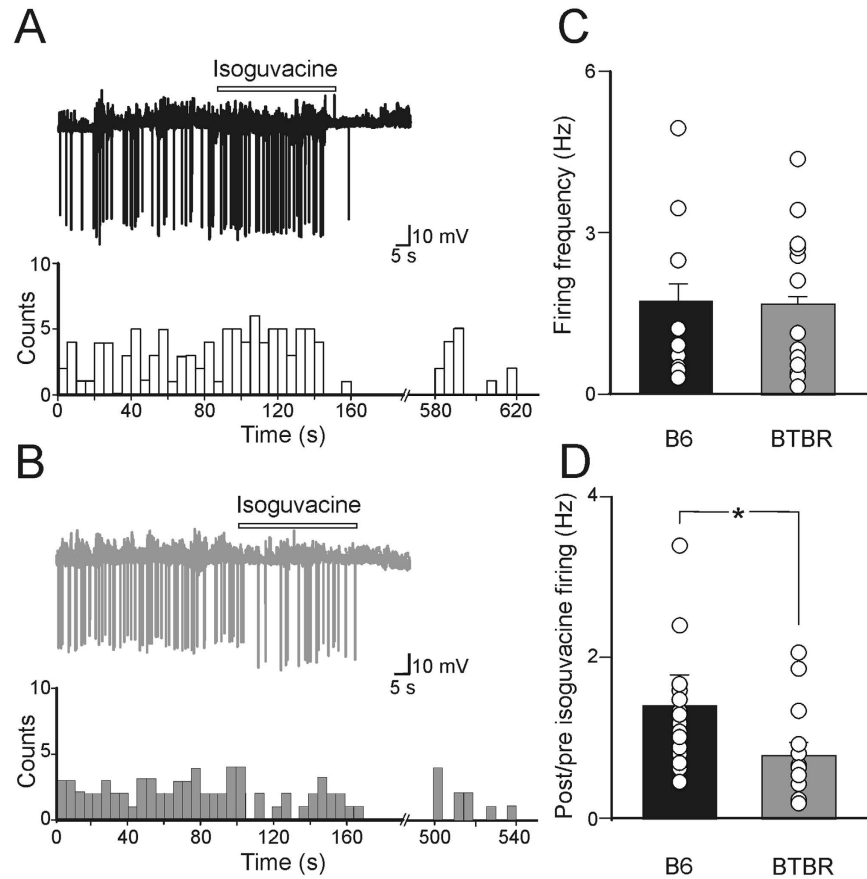 A
Isoguvacine
10 mV
5 s
10
5
0
Counts
0 40 80 120 160 580 620
Time (s)
B
Isoguvacine
10 mV
5 s
10
5
0
Counts
0 40 80 120 160 500 540
Time (s)
C
6
3
0
Firing frequency (Hz)
B6 BTBR
D
4
2
0
Post/pre isoguvacine firing (Hz)
*
B6 BTBR